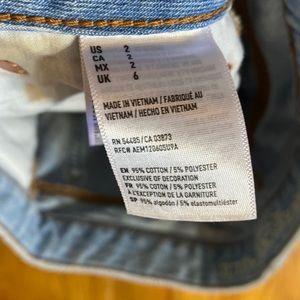 US 2
CA 2
MX 2
UK 6
MADE IN VIETNAM / FABRIQUÉ AU
VIETNAM / HECHO EN VIETNAM
RN 54485 / CA 03873
RFC# AEM120605U9A
EN 95% COTTON / 5% POLYESTER
EXCLUSIVE OF DECORATION
FR 95% COTON / 5% POLYESTER
À L'EXCEPTION DE LA GARNITURE
SP 95% algodón / 5% elastomultiéster